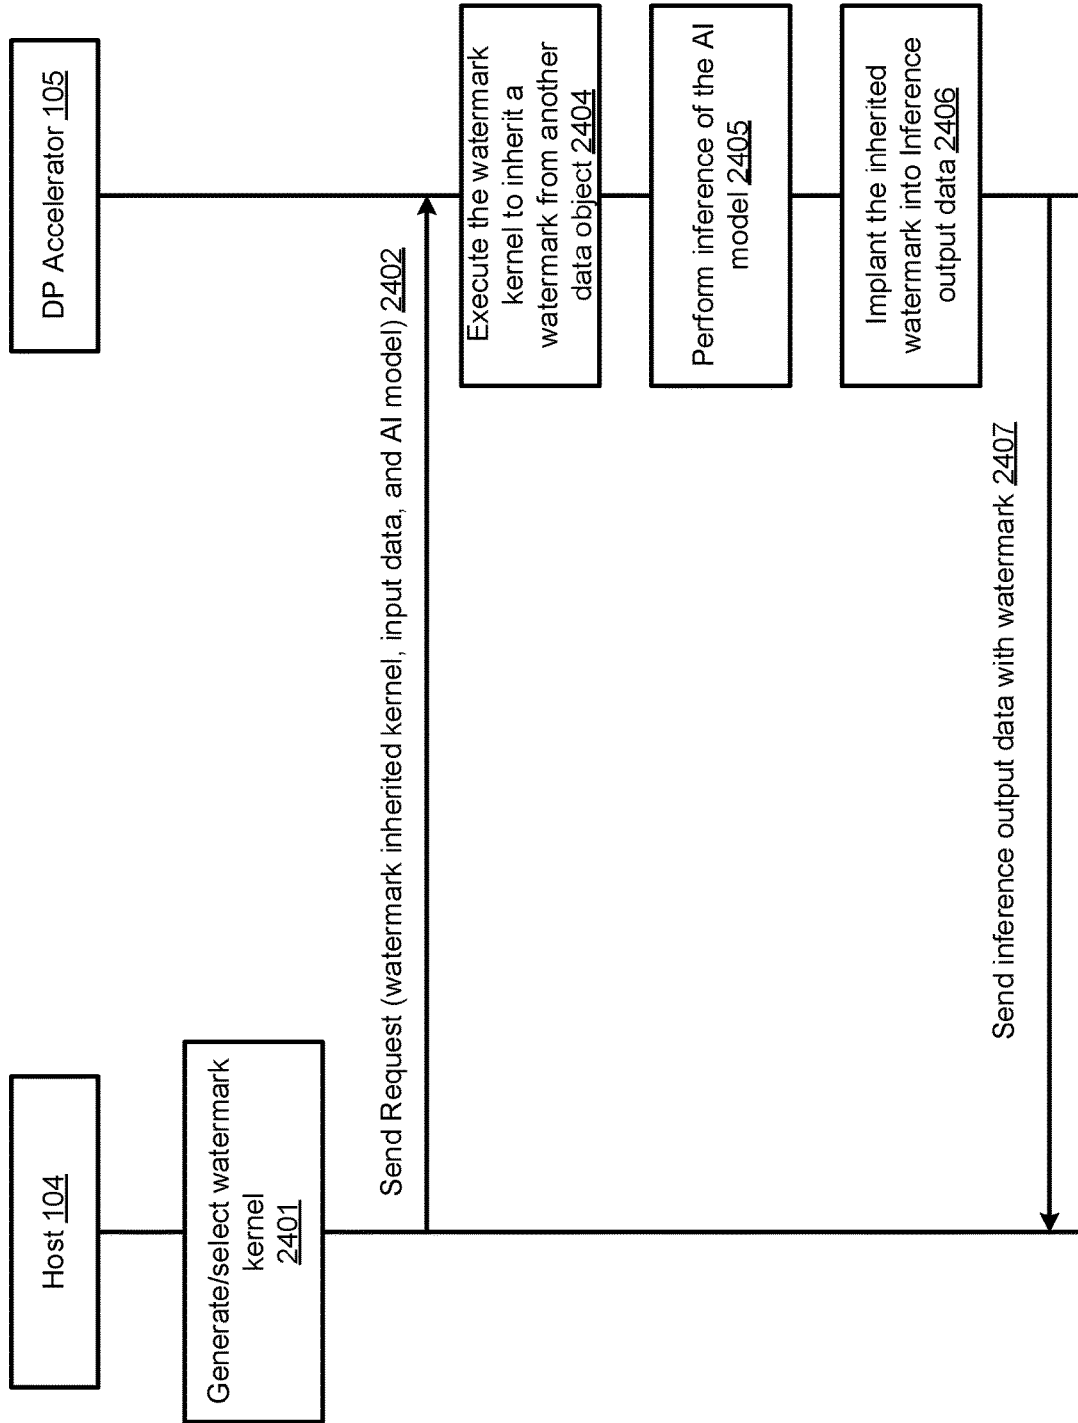 Host 104
DP Accelerator 105
Generate/select watermark
kernel
2401
Send Request (watermark inherited kernel, input data, and AI model) 2402
Execute the watermark
kernel to inherit a
watermark from another
data object 2404
Perform inference of the AI
model 2405
Implant the inherited
watermark into Inference
output data 2406
Send inference output data with watermark 2407